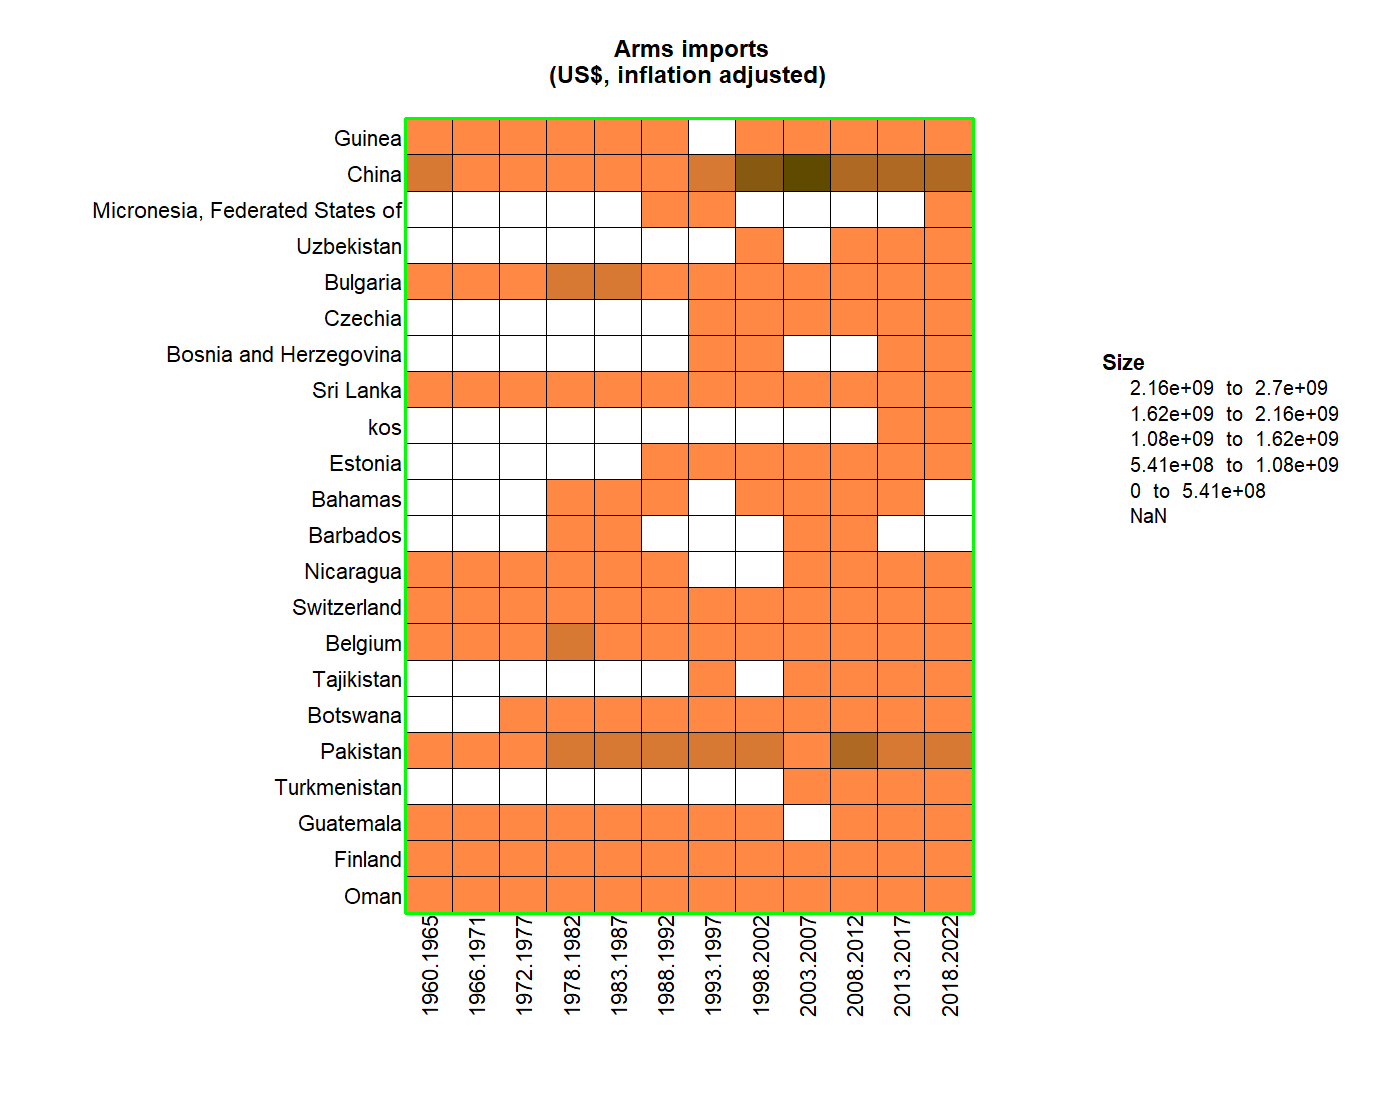 Arms imports
(US$, inflation adjusted)
Guinea
China
Micronesia, Federated States of
Uzbekistan
Bulgaria
Czechia
Bosnia and Herzegovina
Sri Lanka
kos
Estonia
Bahamas
Barbados
Nicaragua
Switzerland
Belgium
Tajikistan
Botswana
Pakistan
Turkmenistan
Guatemala
Finland
Oman
1960.1965
1966.1971
1972.1977
1978.1982
1983.1987
1988.1992
1993.1997
1998.2002
2003.2007
2008.2012
2013.2017
2018.2022
Size
2.16e+09 to 2.7e+09
1.62e+09 to 2.16e+09
1.08e+09 to 1.62e+09
5.41e+08 to 1.08e+09
0 to 5.41e+08
NaN